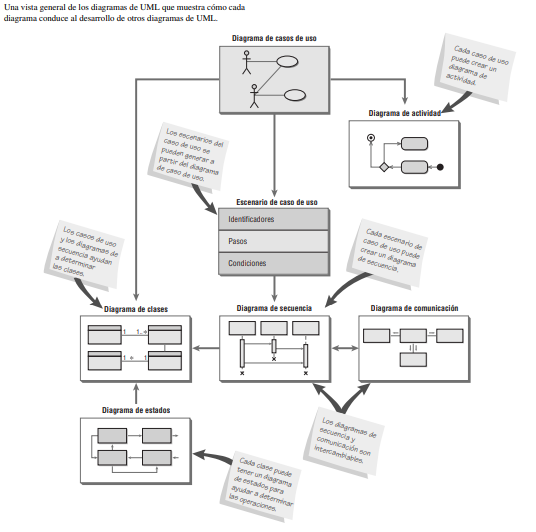 Una vista general de los diagramas de UML que muestra cómo cada
diagrama conduce al desarrollo de otros diagramas de UML.
Diagrama de casos de uso
Cada caso de uso
puede crear un
diagrama de
actividad.
Diagrama de actividad
Los escenarios del
caso de uso se
pueden generar a
partir del diagrama
de caso de uso.
Escenario de caso de uso
Identificadores
Pasos
Condiciones
Los casos de uso
y los diagramas de
secuencia ayudan
a determinar
las clases.
Cada escenario de
caso de uso puede
crear un diagrama
de secuencia.
Diagrama de clases
1 1..*
1 * 1
Diagrama de secuencia
Diagrama de comunicación
Diagrama de estados
Los diagramas de
secuencia y
comunicación son
intercambiables.
Cada clase puede
tener un diagrama
de estados para
ayudar a determinar
las operaciones.